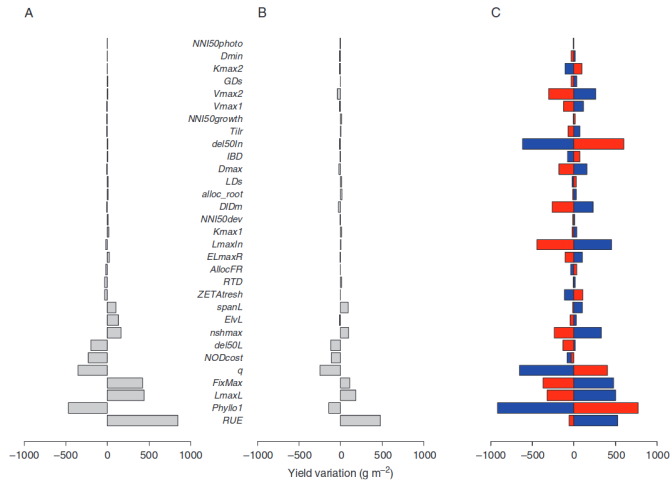 A
B
C
NNI50photo
Dmin
Kmax2
GDs
Vmax2
Vmax1
NNI50growth
Tilr
del50In
IBD
Dmax
LDs
alloc_root
DIDm
NNI50dev
Kmax1
LmaxIn
ELmaxR
AllocFR
RTD
ZETAtresh
spanL
ElvL
nshmax
del50L
NODcost
q
FixMax
LmaxL
Phyllo1
RUE
−1000 −500 0 500 1000
−1000 −500 0 500 1000
−1000 −500 0 500 1000
Yield variation (g m−2)